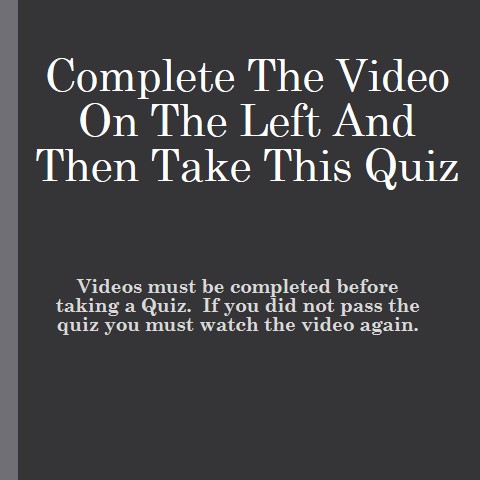 Complete The Video
On The Left And
Then Take This Quiz
Videos must be completed before
taking a Quiz.  If you did not pass the
quiz you must watch the video again.